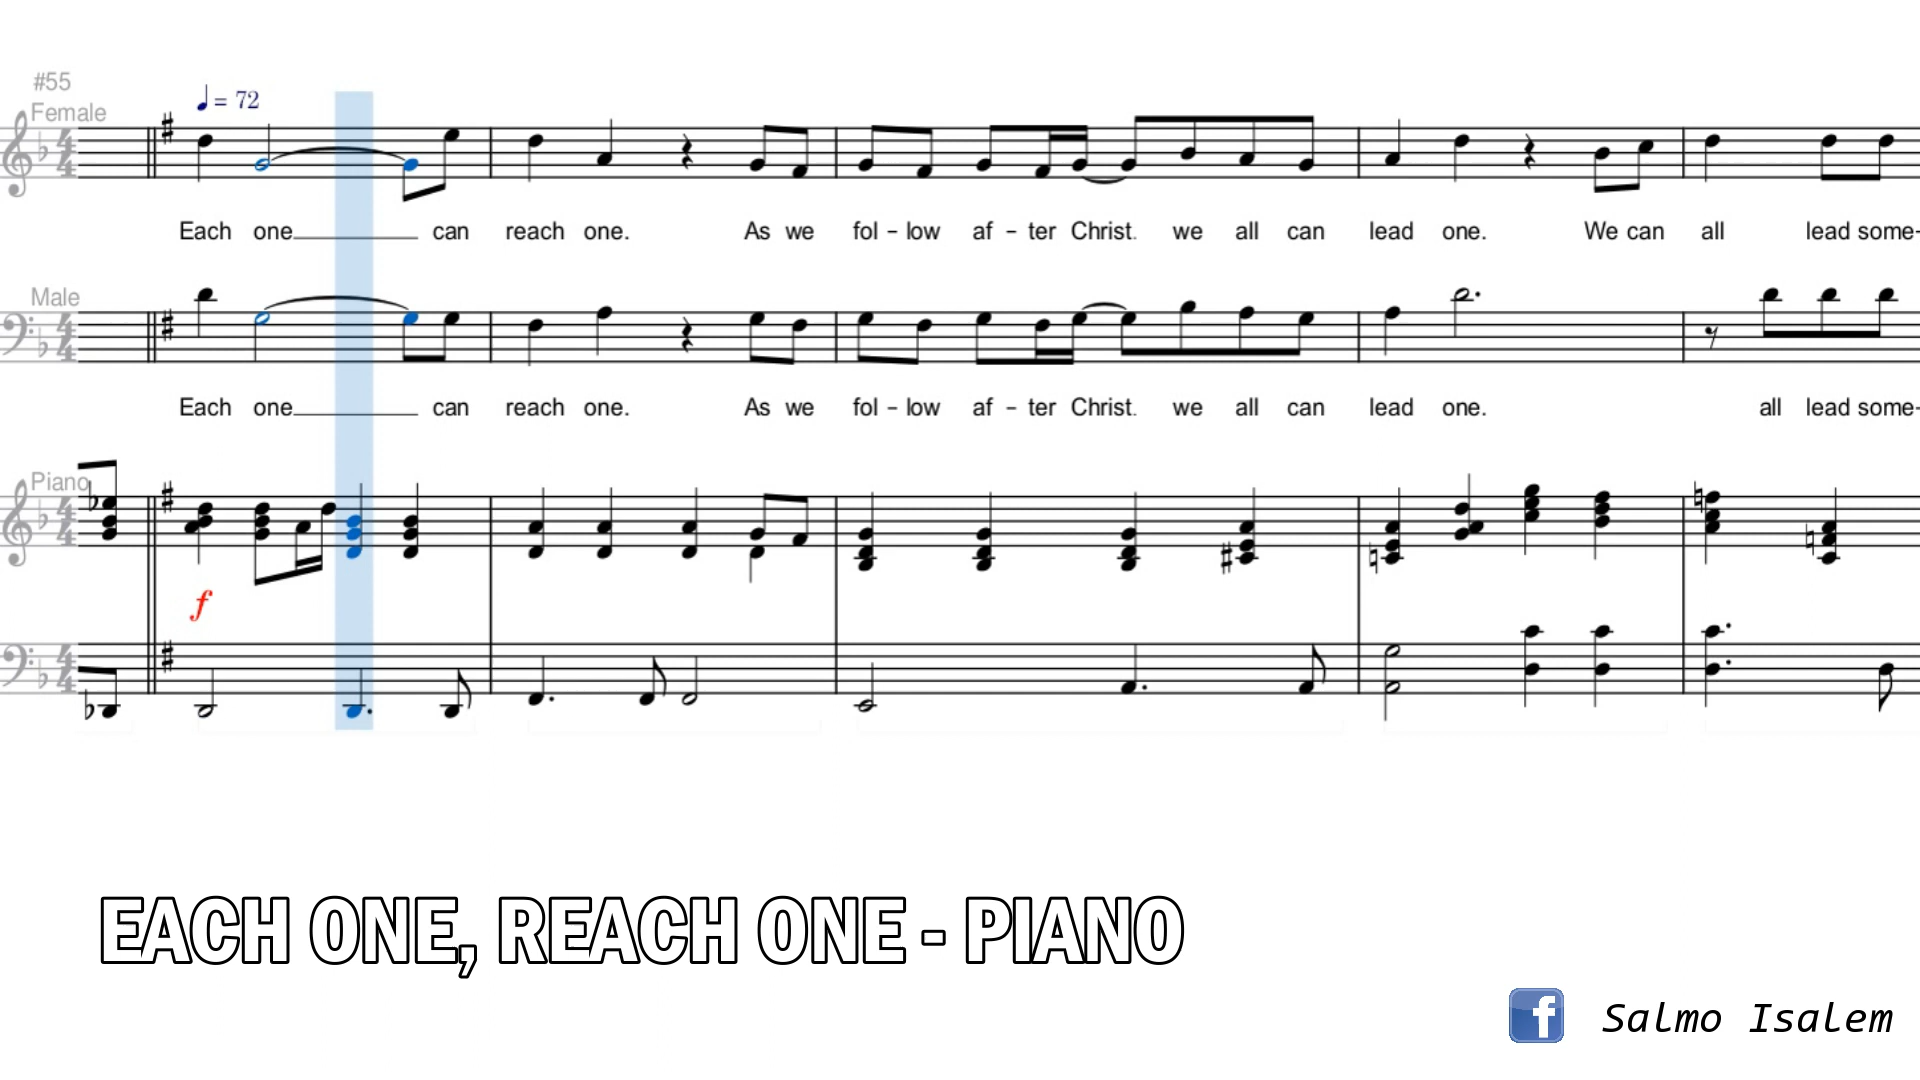 #55
♩ = 72
Female
Each one can reach one. As we fol - low af - ter Christ. we all can lead one. We can all lead some-
Male
Each one can reach one. As we fol - low af - ter Christ. we all can lead one. all lead some-
Piano
f
EACH ONE, REACH ONE - PIANO
f Salmo Isalem